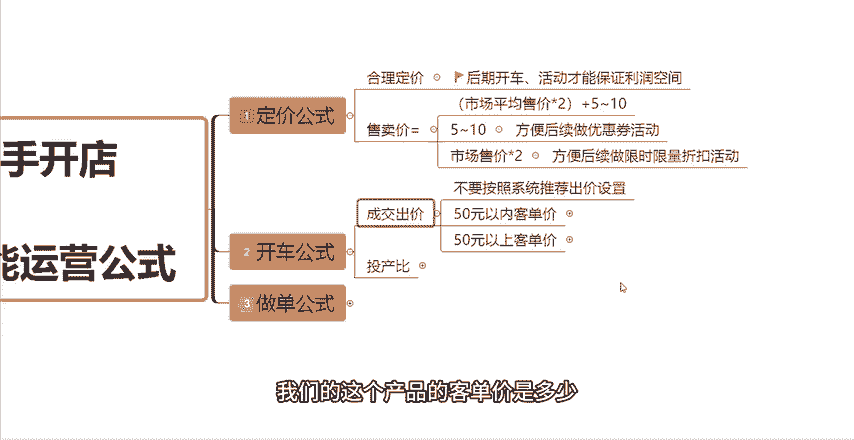 手开店
能运营公式
1 定价公式
合理定价
后期开车、活动才能保证利润空间
售卖价=
（市场平均售价*2）+5~10
5~10 方便后续做优惠券活动
市场售价*2 方便后续做限时限量折扣活动
2 开车公式
成交出价
不要按照系统推荐出价设置
50元以内客单价
50元以上客单价
投产比
3 做单公式
我们的这个产品的客单价是多少